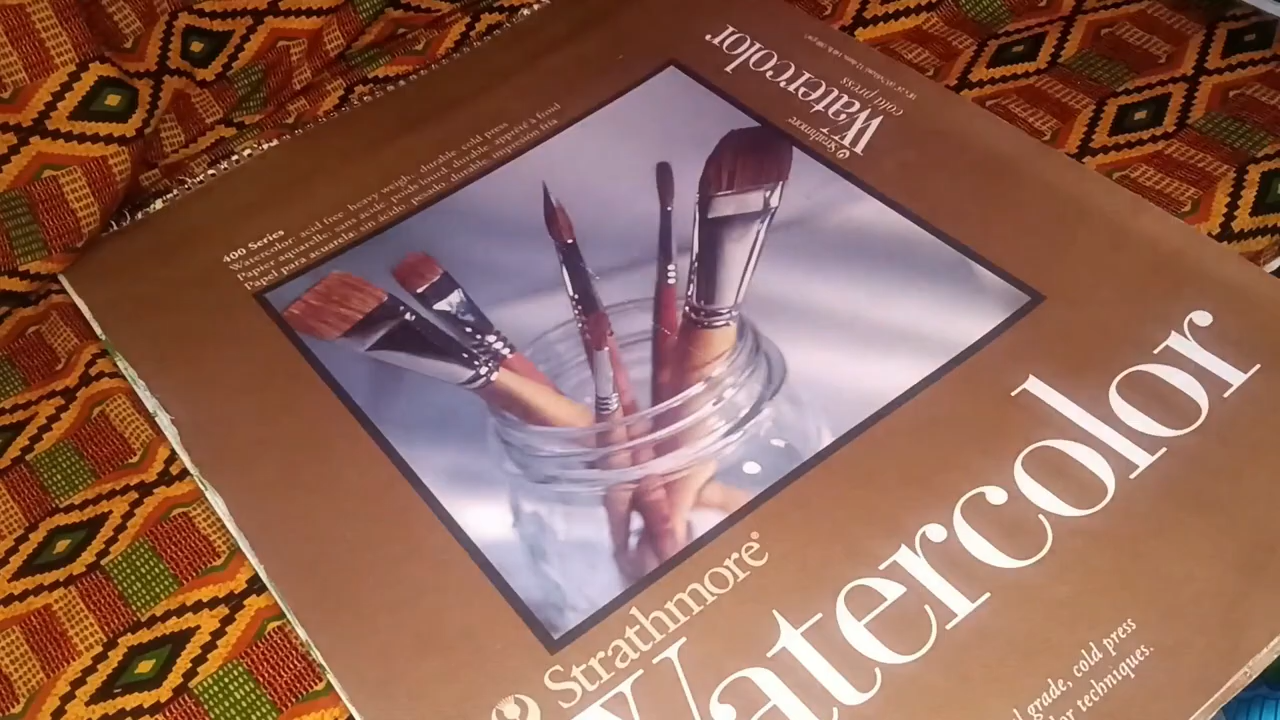 400 Series
Watercolor: acid free, heavy weight, durable, cold press
Papier aquarelle: sans acide, poids lourd, durable, apprêté à froid
Papel para acuarela: sin ácido, pesado, durable, impresión fría
Strathmore
Watercolor
cold press
Strathmore®
Watercolor
grade, cold press
techniques.